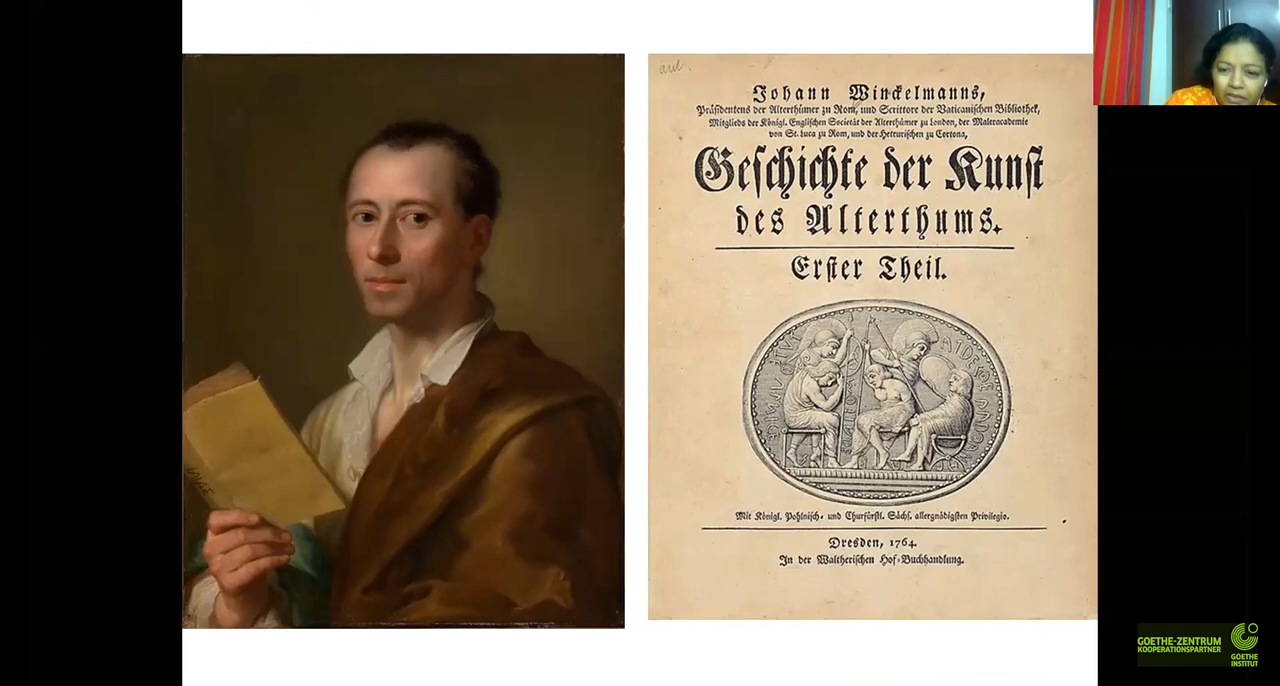 Johann Winckelmanns,
Präsidentens der Alterthümer zu Rom, und Scrittore der Vaticanischen Bibliothek,
Mitglieds der Königl. Englischen Societät der Alterthümer zu London, der Maleracademie
von St. Luca zu Rom, und der Hetrurischen zu Cortona,
Geschichte der Kunst
des Alterthums.
Erster Theil.
Mit Königl. Pohlnisch- und Churfürstl. Sächs. allergnädigsten Privilegio.
Dresden, 1764.
In der Waltherischen Hof-Buchhandlung.
GOETHE-ZENTRUM
KOOPERATIONSPARTNER
GOETHE
INSTITUT